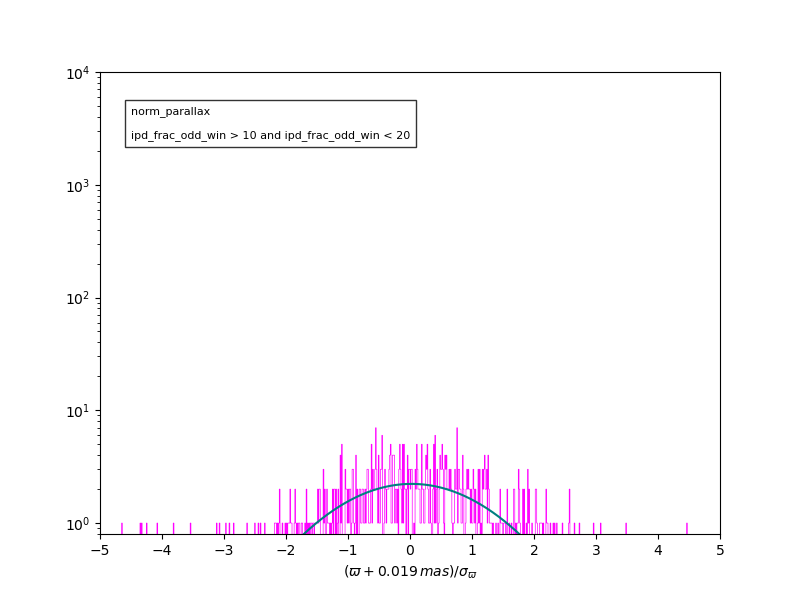 10⁴
norm_parallax
ipd_frac_odd_win > 10 and ipd_frac_odd_win < 20
10³
10²
10¹
10⁰
−5 −4 −3 −2 −1 0 1 2 3 4 5
(ϖ + 0.019 mas)/σ_ϖ